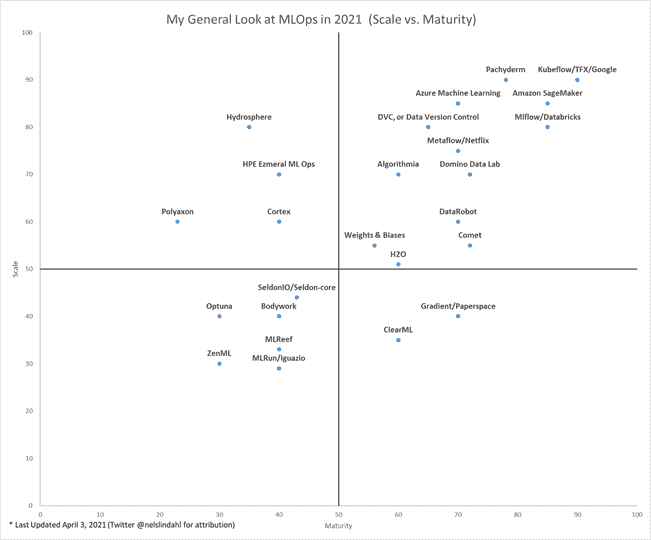 My General Look at MLOps in 2021 (Scale vs. Maturity)
100
90
80
70
60
50
40
30
20
10
0
Scale
Pachyderm
Kubeflow/TFX/Google
Azure Machine Learning
Amazon SageMaker
Hydrosphere
DVC, or Data Version Control
Mlflow/Databricks
Metaflow/Netflix
HPE Ezmeral ML Ops
Algorithmia
Domino Data Lab
Polyaxon
Cortex
DataRobot
Weights & Biases
Comet
H2O
SeldonIO/Seldon-core
Optuna
Bodywork
Gradient/Paperspace
ClearML
MLReef
ZenML
MLRun/Iguazio
0
10
20
30
40
50
60
70
80
90
100
Maturity
* Last Updated April 3, 2021 (Twitter @nelslindahl for attribution)